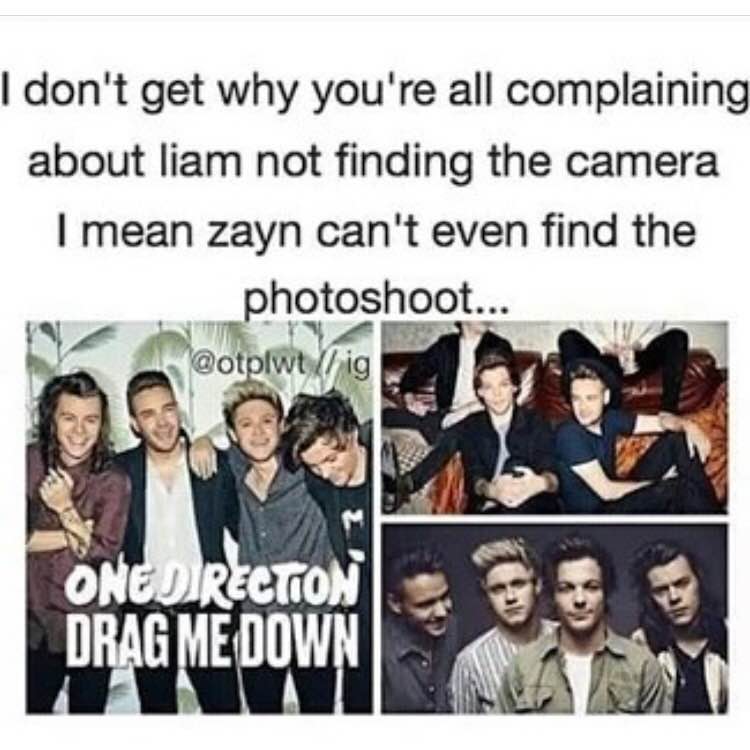 I don't get why you're all complaining
about liam not finding the camera
I mean zayn can't even find the
photoshoot...
@otplwt // ig
ONE DIRECTION
DRAG ME DOWN